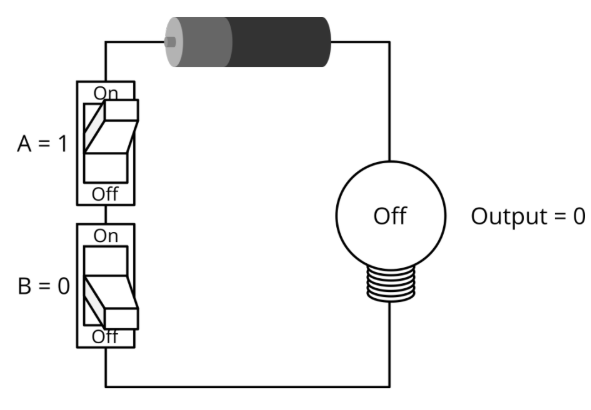 On
A = 1
Off
On
B = 0
Off
Off
Output = 0